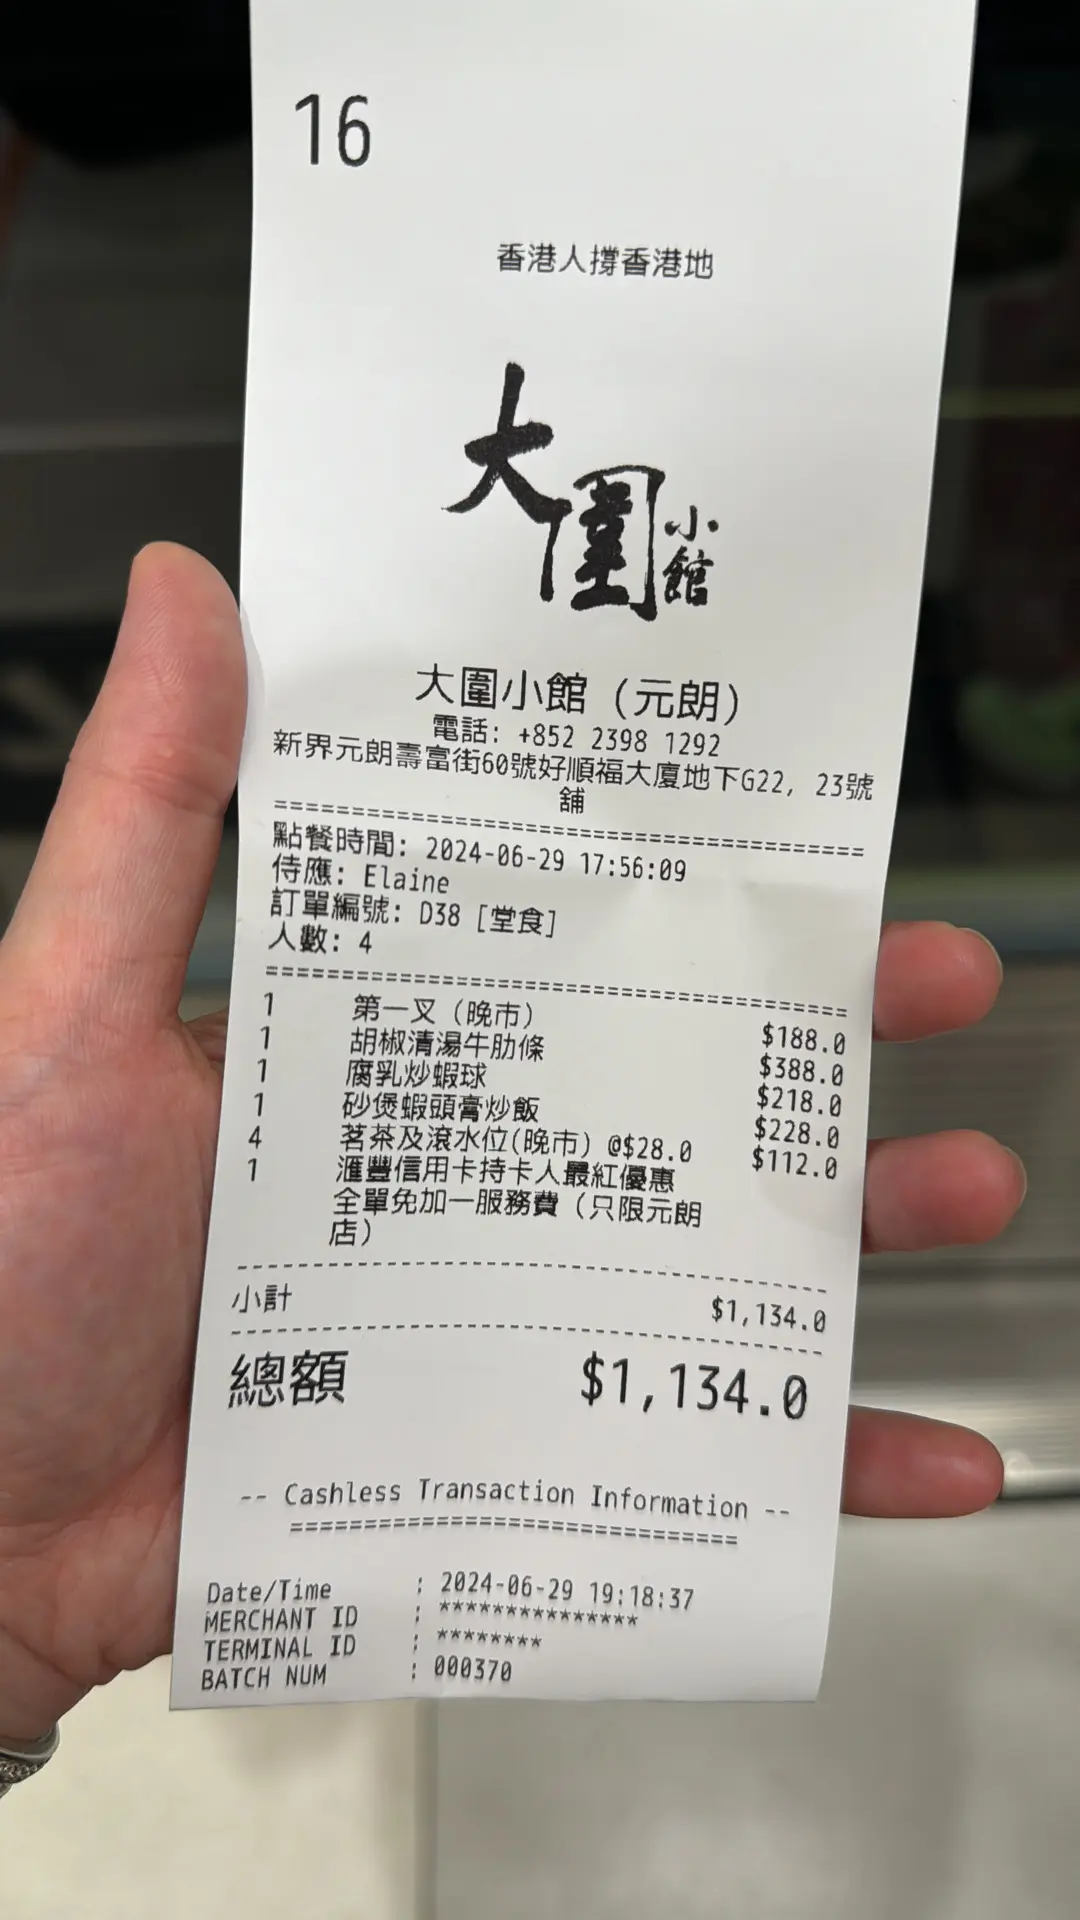 16
香港人撐香港地
大圍小館
大圍小館（元朗）
電話: +852 2398 1292
新界元朗壽富街60號好順福大廈地下G22, 23號
舖
======================================
點餐時間: 2024-06-29 17:56:09
侍應: Elaine
訂單編號: D38 [堂食]
人數: 4
======================================
1 第一叉（晚市） $188.0
1 胡椒清湯牛肋條 $388.0
1 腐乳炒蝦球 $218.0
1 砂煲蝦頭膏炒飯 $228.0
4 茗茶及滾水位(晚市）@$28.0 $112.0
1 滙豐信用卡持卡人最紅優惠
全單免加一服務費（只限元朗
店）
--------------------------------------
小計 $1,134.0
--------------------------------------
總額 $1,134.0
-- Cashless Transaction Information --
==============================
Date/Time : 2024-06-29 19:18:37
MERCHANT ID : ***************
TERMINAL ID : ********
BATCH NUM : 000370